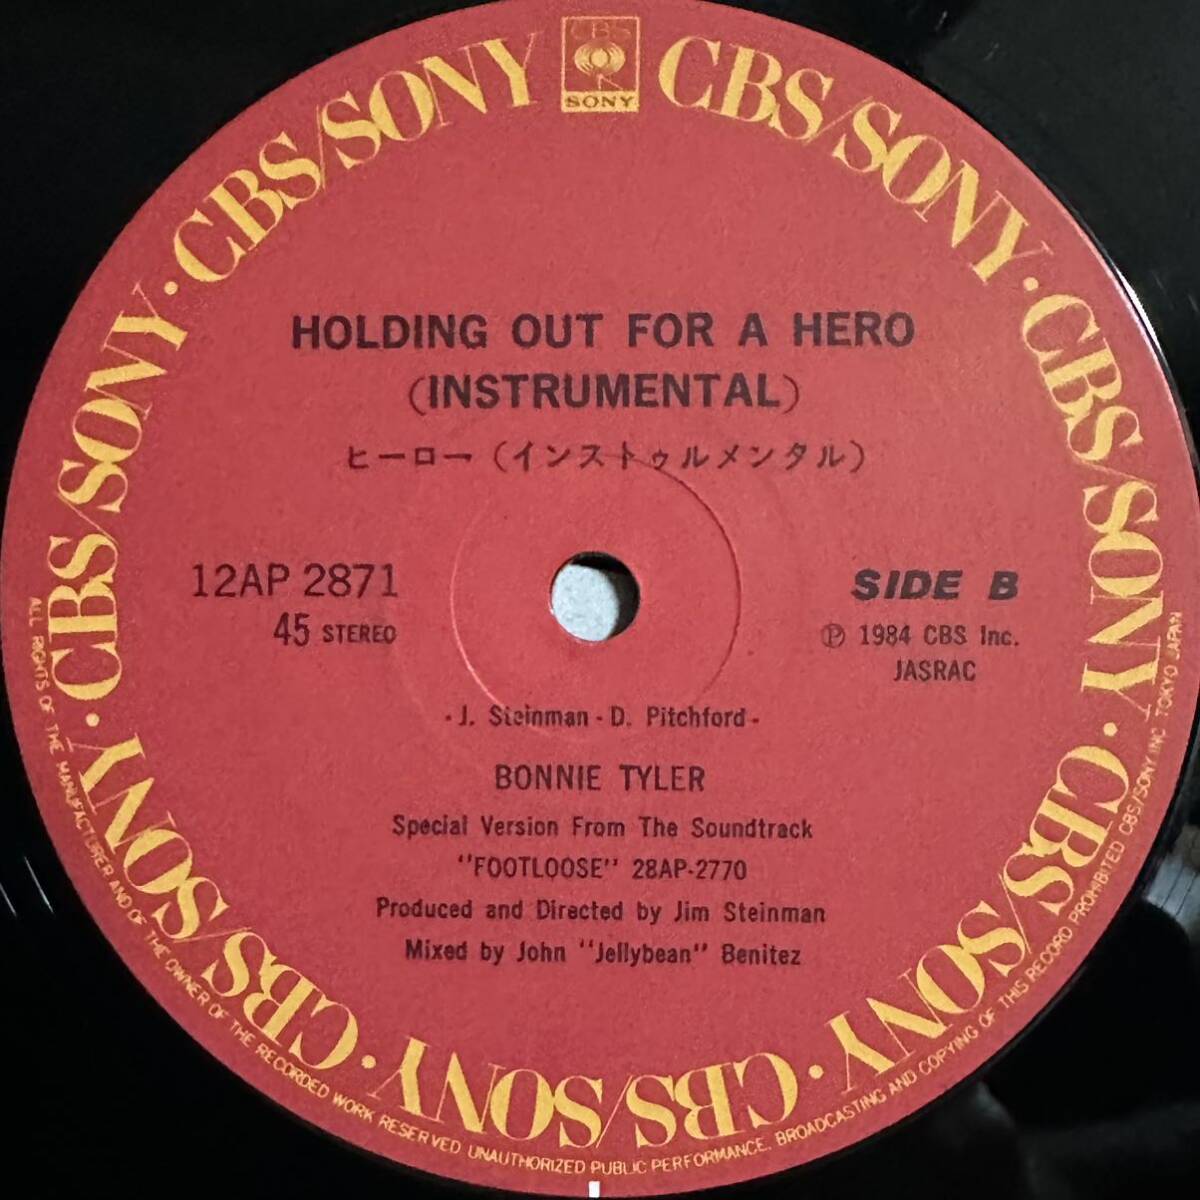 CBS
SONY
CBS/SONY · CBS/SONY · CBS/SONY · CBS/SONY · CBS/SONY · CBS/SONY · CBS/SONY · CBS/SONY · CBS/SONY
HOLDING OUT FOR A HERO
(INSTRUMENTAL)
ヒーロー（インストゥルメンタル）
12AP 2871
45 STEREO
SIDE B
Ⓟ 1984 CBS Inc.
JASRAC
· J. Steinman - D. Pitchford ·
BONNIE TYLER
Special Version From The Soundtrack
"FOOTLOOSE" 28AP-2770
Produced and Directed by Jim Steinman
Mixed by John "Jellybean" Benitez
ALL RIGHTS OF THE MANUFACTURER AND OF THE OWNER OF THE RECORDED WORK RESERVED UNAUTHORIZED PUBLIC PERFORMANCE, BROADCASTING AND COPYING OF THIS RECORD PROHIBITED CBS/SONY INC TOKYO JAPAN